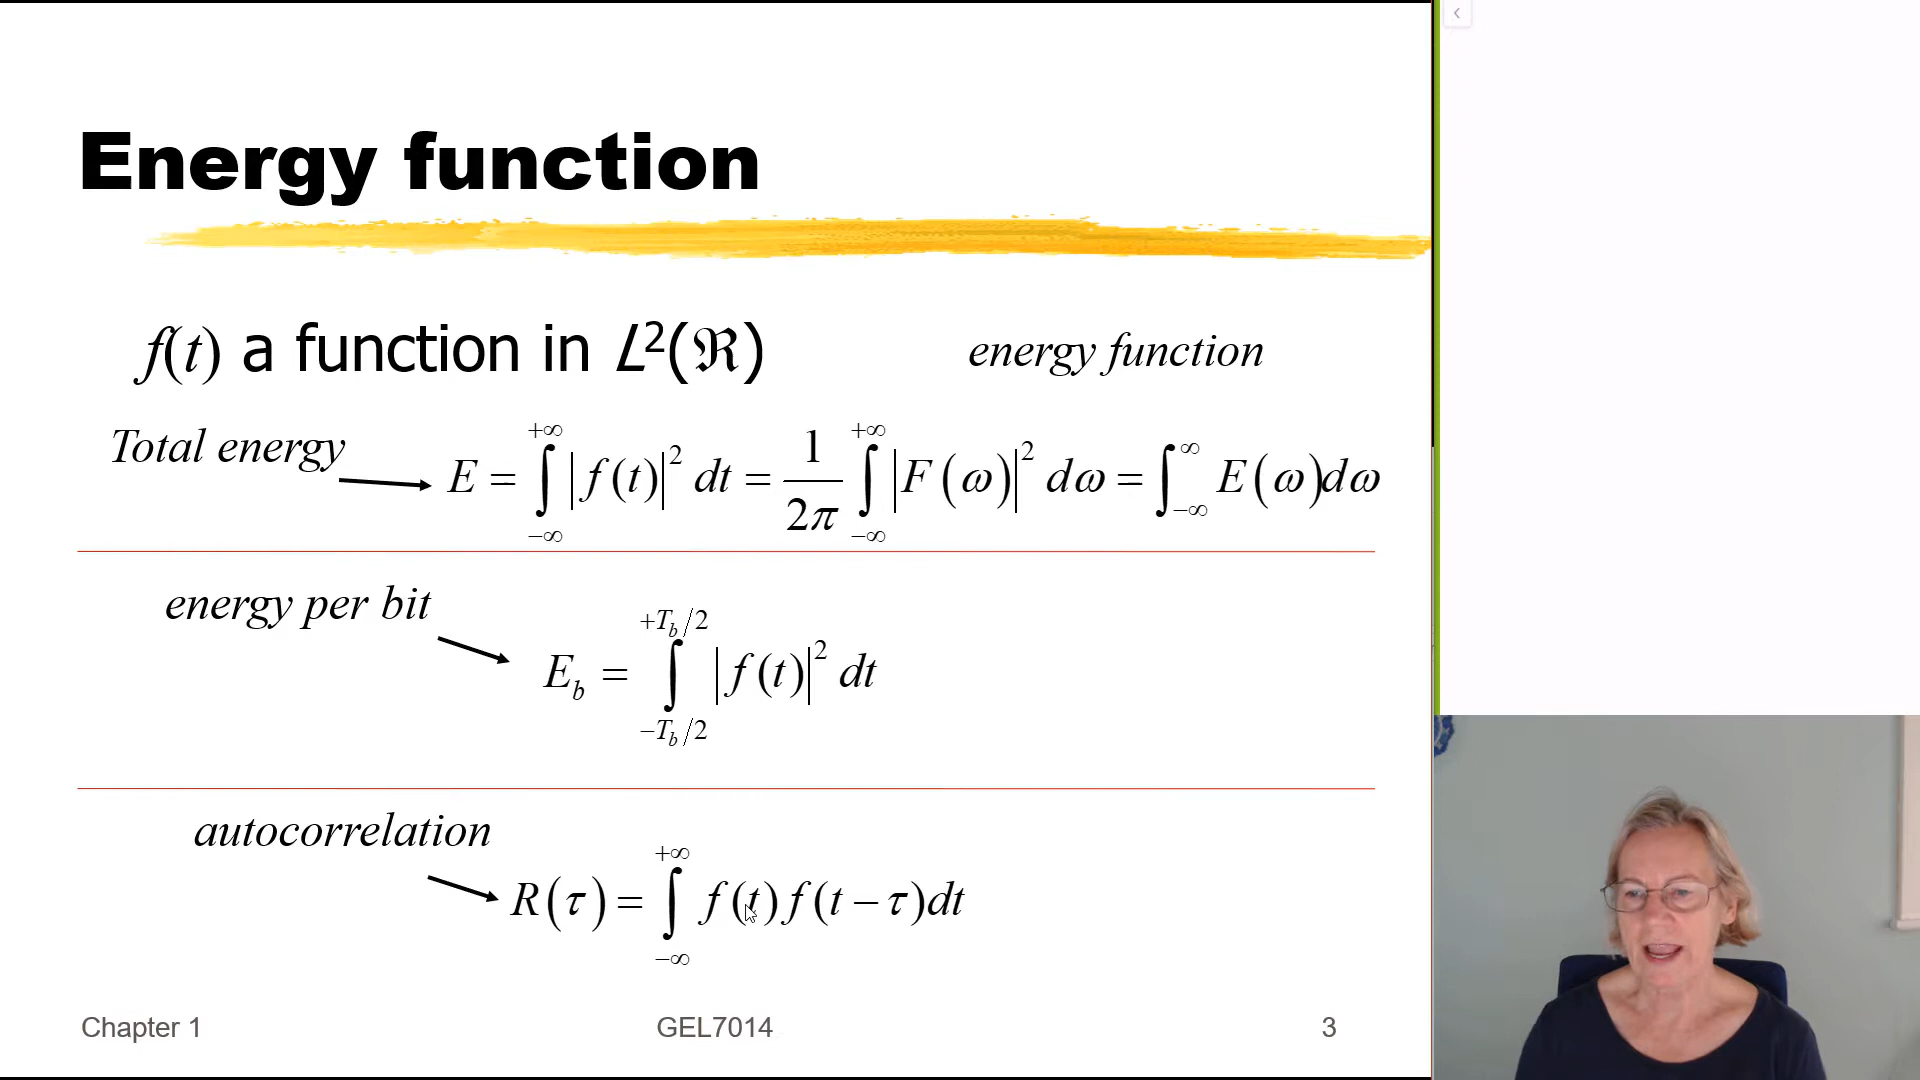 Energy function
f(t) a function in L²(ℜ)
energy function
Total energy
E = ∫_{−∞}^{+∞} |f(t)|² dt = 1/2π ∫_{−∞}^{+∞} |F(ω)|² dω = ∫_{−∞}^{∞} E(ω)dω
energy per bit
E_b = ∫_{−T_b/2}^{+T_b/2} |f(t)|² dt
autocorrelation
R(τ) = ∫_{−∞}^{+∞} f(t) f(t − τ)dt
Chapter 1
GEL7014
3